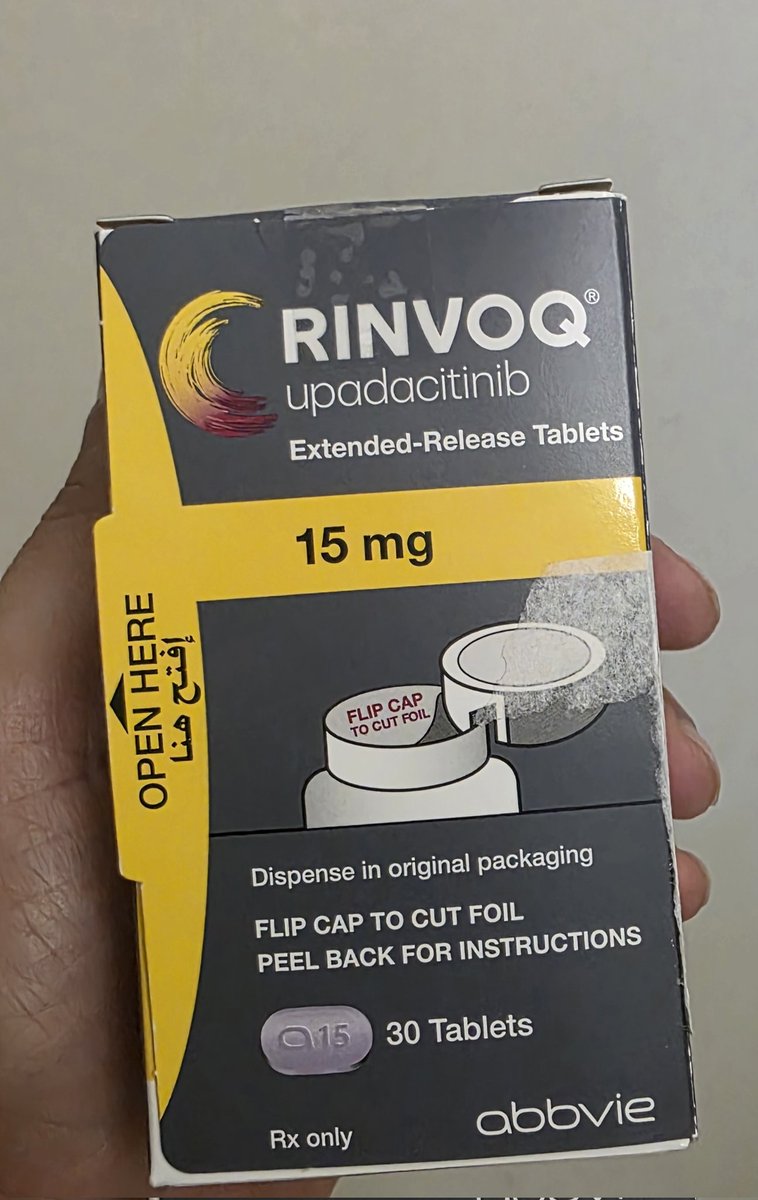 RINVOQ®
upadacitinib
Extended-Release Tablets
15 mg
OPEN HERE
إفتح هنا
FLIP CAP
TO CUT FOIL
Dispense in original packaging
FLIP CAP TO CUT FOIL
PEEL BACK FOR INSTRUCTIONS
a15
30 Tablets
abbvie
Rx only